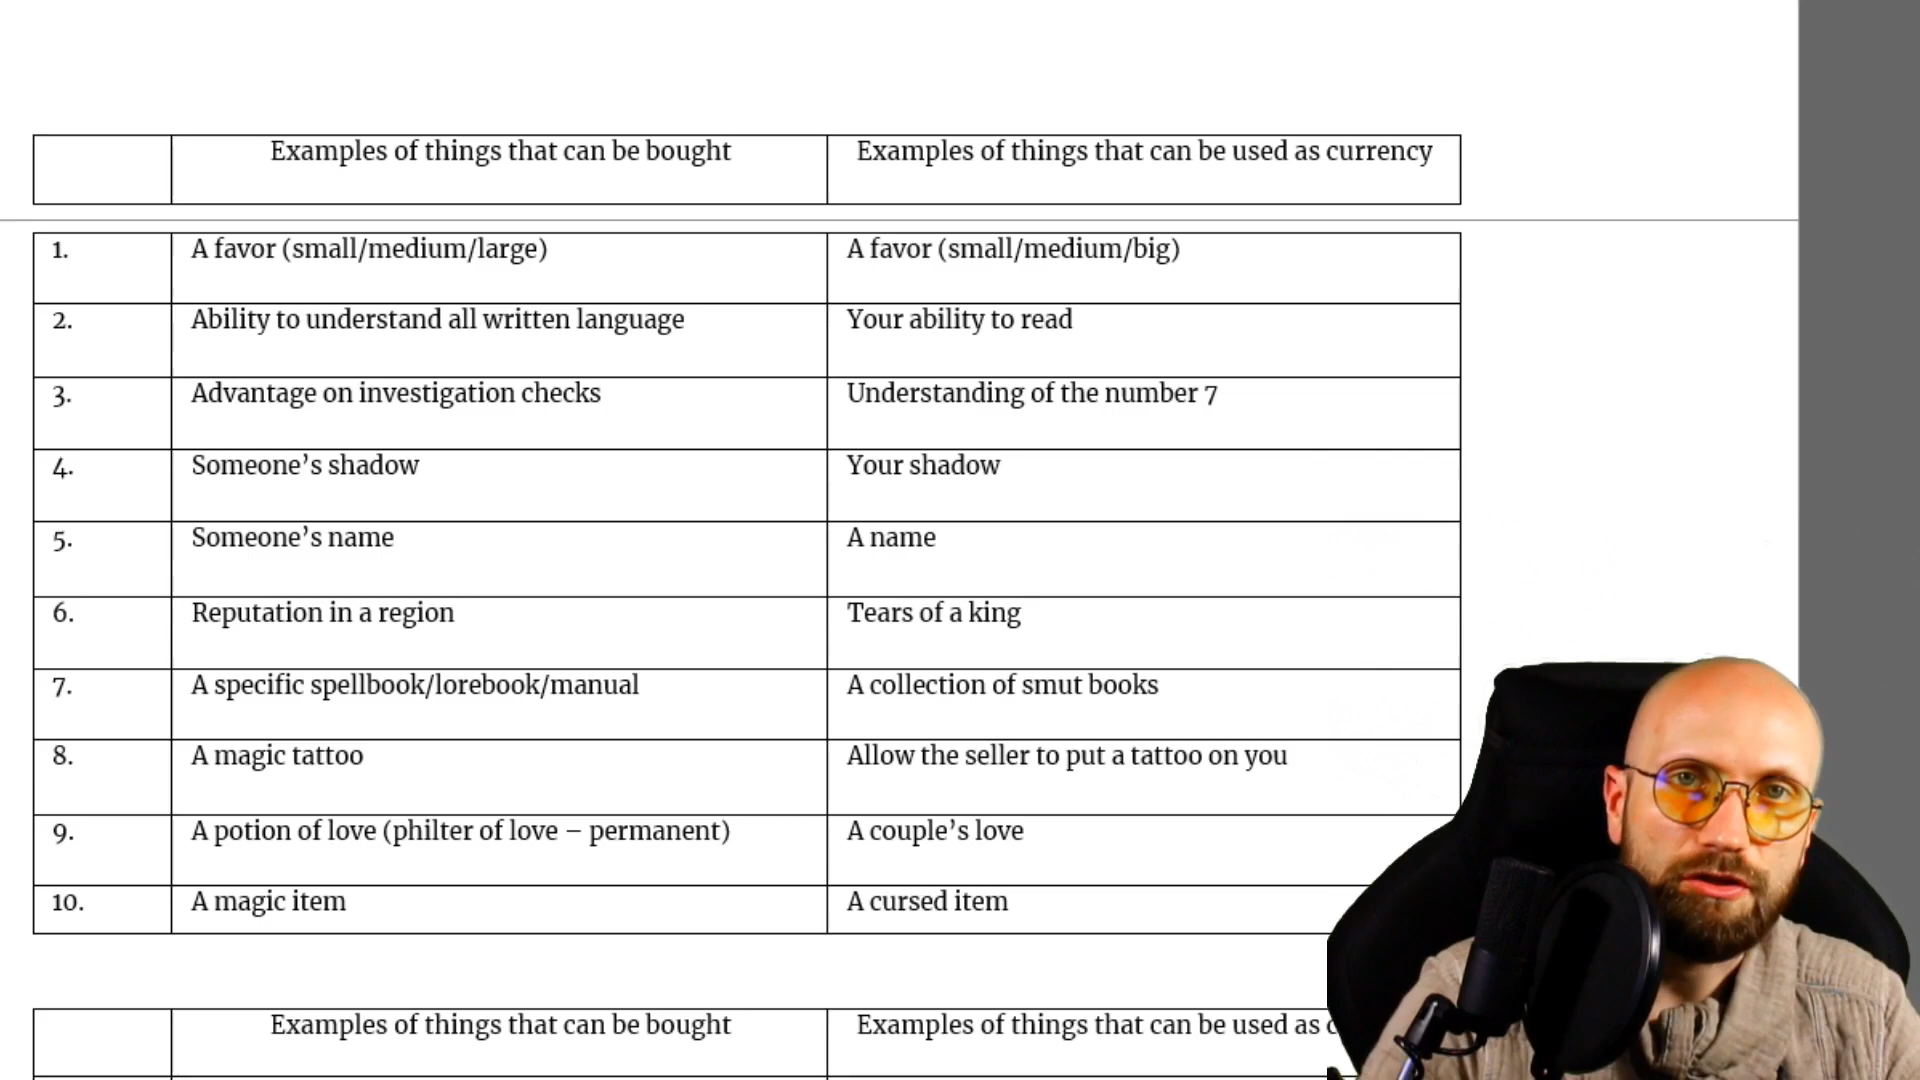 Examples of things that can be bought
Examples of things that can be used as currency
1.
A favor (small/medium/large)
A favor (small/medium/big)
2.
Ability to understand all written language
Your ability to read
3.
Advantage on investigation checks
Understanding of the number 7
4.
Someone’s shadow
Your shadow
5.
Someone’s name
A name
6.
Reputation in a region
Tears of a king
7.
A specific spellbook/lorebook/manual
A collection of smut books
8.
A magic tattoo
Allow the seller to put a tattoo on you
9.
A potion of love (philter of love – permanent)
A couple’s love
10.
A magic item
A cursed item
Examples of things that can be bought
Examples of things that can be used as